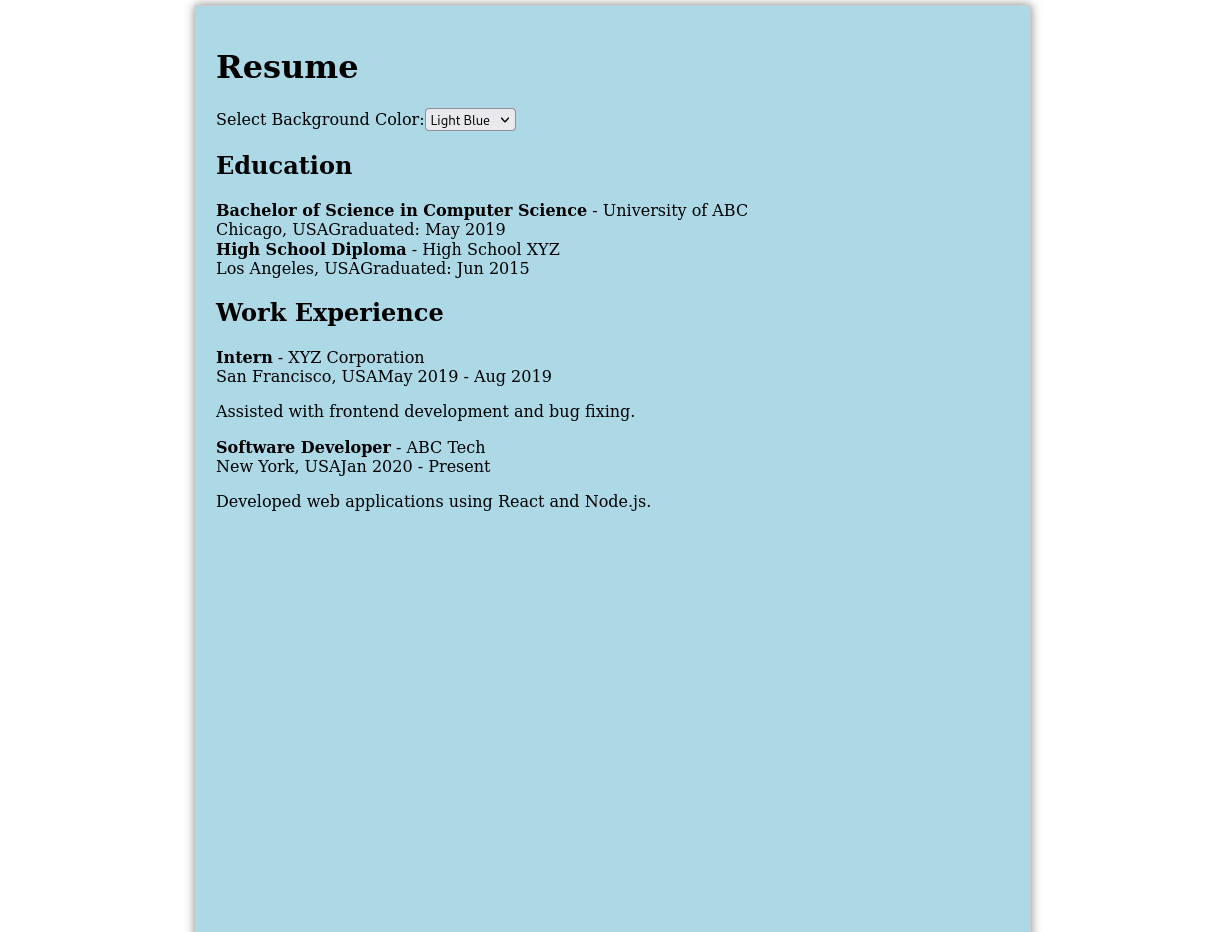 Resume
Select Background Color: Light Blue
Education
Bachelor of Science in Computer Science - University of ABC
Chicago, USAGraduated: May 2019
High School Diploma - High School XYZ
Los Angeles, USAGraduated: Jun 2015
Work Experience
Intern - XYZ Corporation
San Francisco, USAMay 2019 - Aug 2019
Assisted with frontend development and bug fixing.
Software Developer - ABC Tech
New York, USAJan 2020 - Present
Developed web applications using React and Node.js.